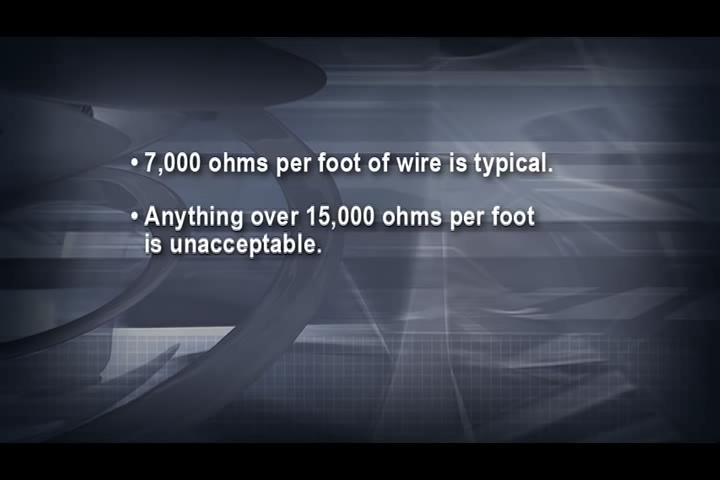 • 7,000 ohms per foot of wire is typical.
• Anything over 15,000 ohms per foot
is unacceptable.